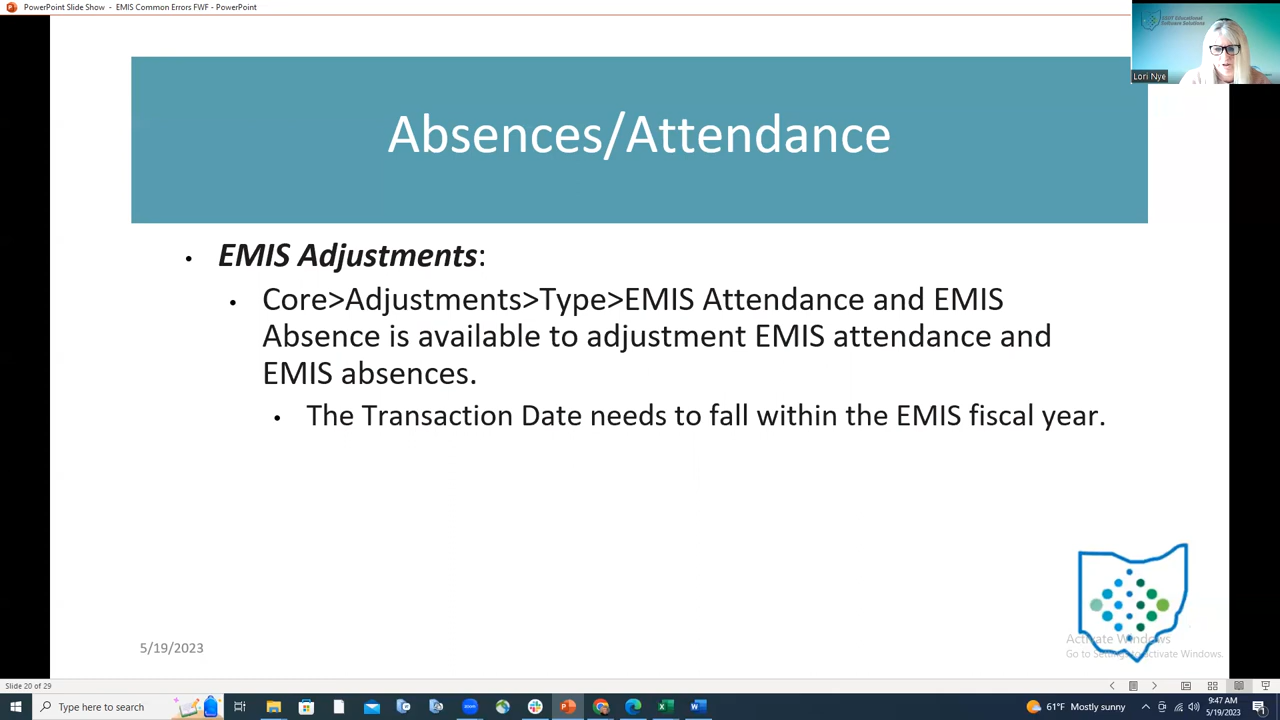 PowerPoint Slide Show - EMIS Common Errors FWF - PowerPoint
Lori Nye
Absences/Attendance
• EMIS Adjustments:
• Core>Adjustments>Type>EMIS Attendance and EMIS
Absence is available to adjustment EMIS attendance and
EMIS absences.
• The Transaction Date needs to fall within the EMIS fiscal year.
Activate Windows
Go to Settings to Activate Windows.
5/19/2023
Slide 20 of 29
Type here to search
61°F Mostly sunny
9:47 AM
5/19/2023